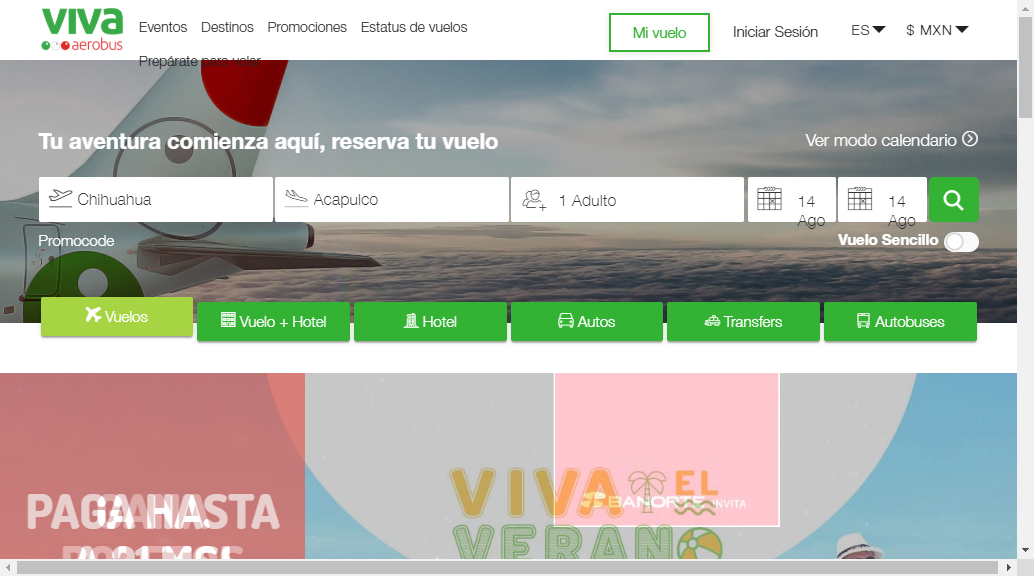 viva
aerobus
Eventos Destinos Promociones Estatus de vuelos
Prepárate para volar
Mi vuelo
Iniciar Sesión
ES
$ MXN
Tu aventura comienza aquí, reserva tu vuelo
Ver modo calendario
Chihuahua
Acapulco
1 Adulto
14
Ago
14
Ago
Promocode
Vuelo Sencillo
Vuelos
Vuelo + Hotel
Hotel
Autos
Transfers
Autobuses
VIVA EL
BANORTE INVITA
VERANO
HASTA